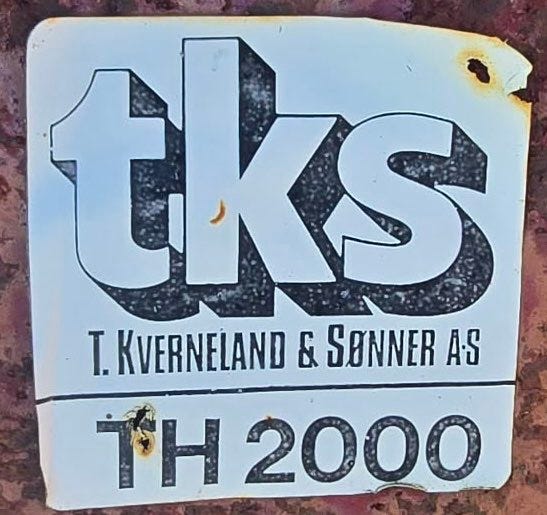 tks
T. KVERNELAND & SØNNER A·S
TH 2000